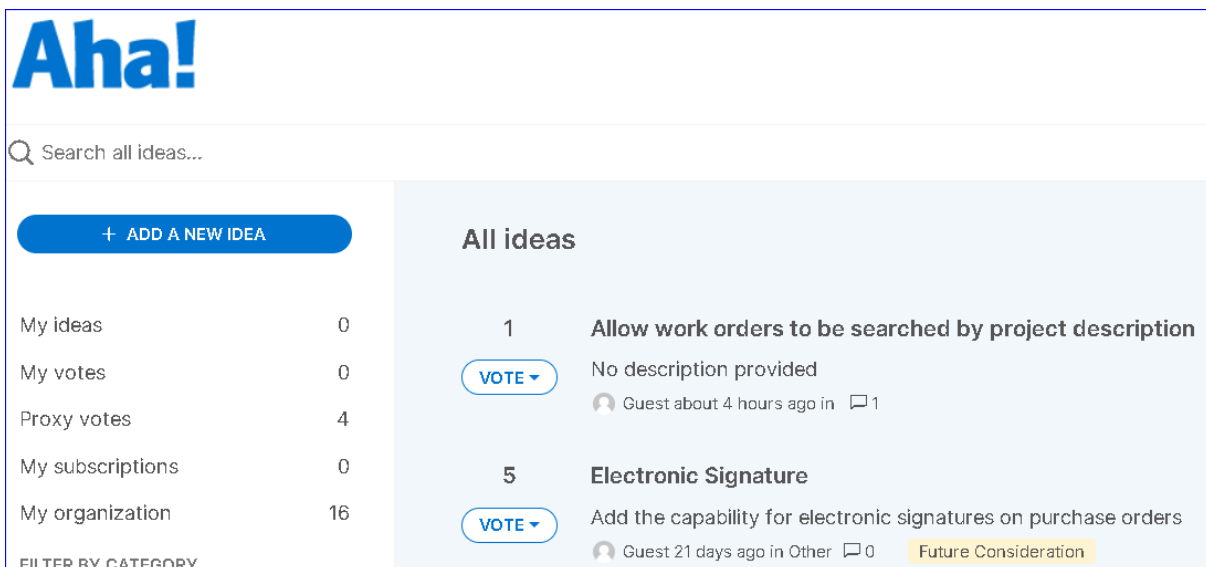 Aha!
Search all ideas...
+ ADD A NEW IDEA
My ideas 0
My votes 0
Proxy votes 4
My subscriptions 0
My organization 16
FILTER BY CATEGORY
All ideas
1 Allow work orders to be searched by project description
VOTE No description provided
Guest about 4 hours ago in 1
5 Electronic Signature
VOTE Add the capability for electronic signatures on purchase orders
Guest 21 days ago in Other 0 Future Consideration